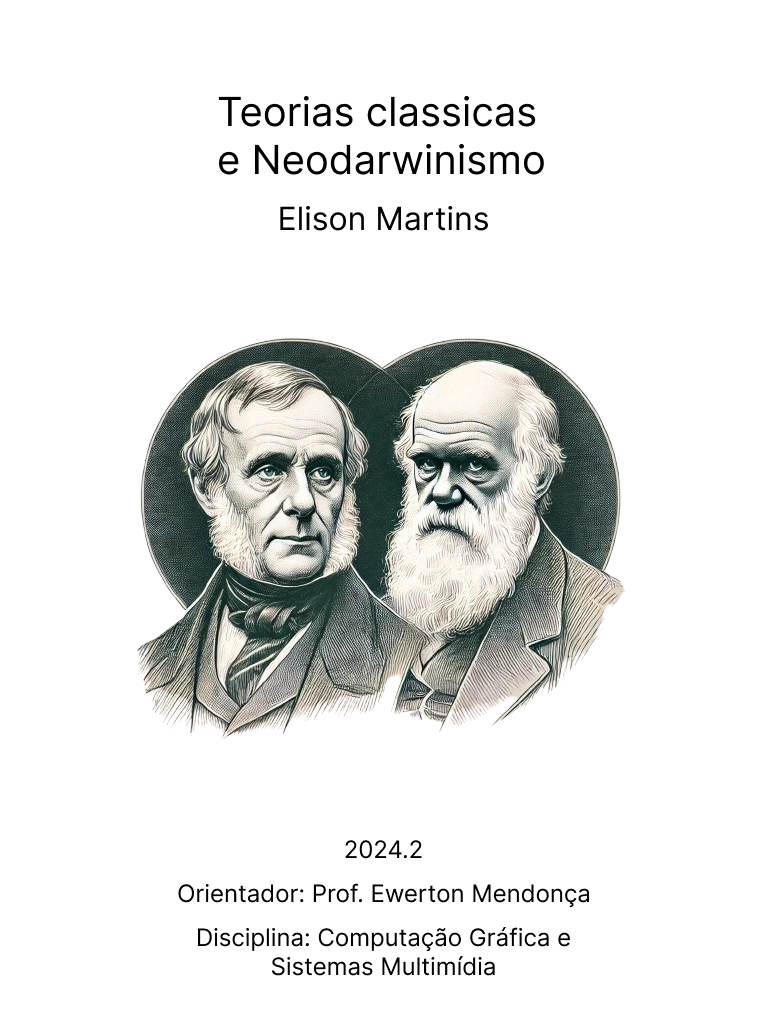 Teorias classicas
e Neodarwinismo
Elison Martins
2024.2
Orientador: Prof. Ewerton Mendonça
Disciplina: Computação Gráfica e
Sistemas Multimídia